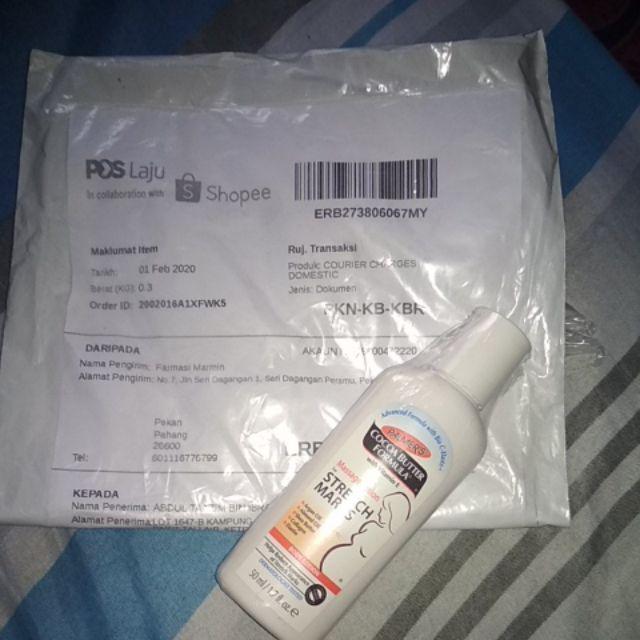 POS Laju
In collaboration with Shopee
ERB273806067MY
Maklumat Item
Tarikh: 01 Feb 2020
Berat (KG): 0.3
Order ID: 2002016A1XFWK5
Ruj. Transaksi
Produk: COURIER CHARGES
DOMESTIC
Jenis: Dokumen
PKN-KB-KBR
DARIPADA
AKAUN
Nama Pengirim: Farmasi Marmin
Alamat Pengirim: No. 7, Jln Seri Dagangan 1, Seri Dagangan Peramu,
Pekan
Pahang
26600
Tel: 601116776799
KEPADA
Nama Penerima: ABDUL
Alamat Penerima: LOT 1647-B KAMPUNG
Advanced Formula with Bio C-Elaste
PALMER'S
COCOA BUTTER
FORMULA
with Vitamin E
Massage Lotion
for
STRETCH
MARKS
50 ml / 1.7 fl. oz. e